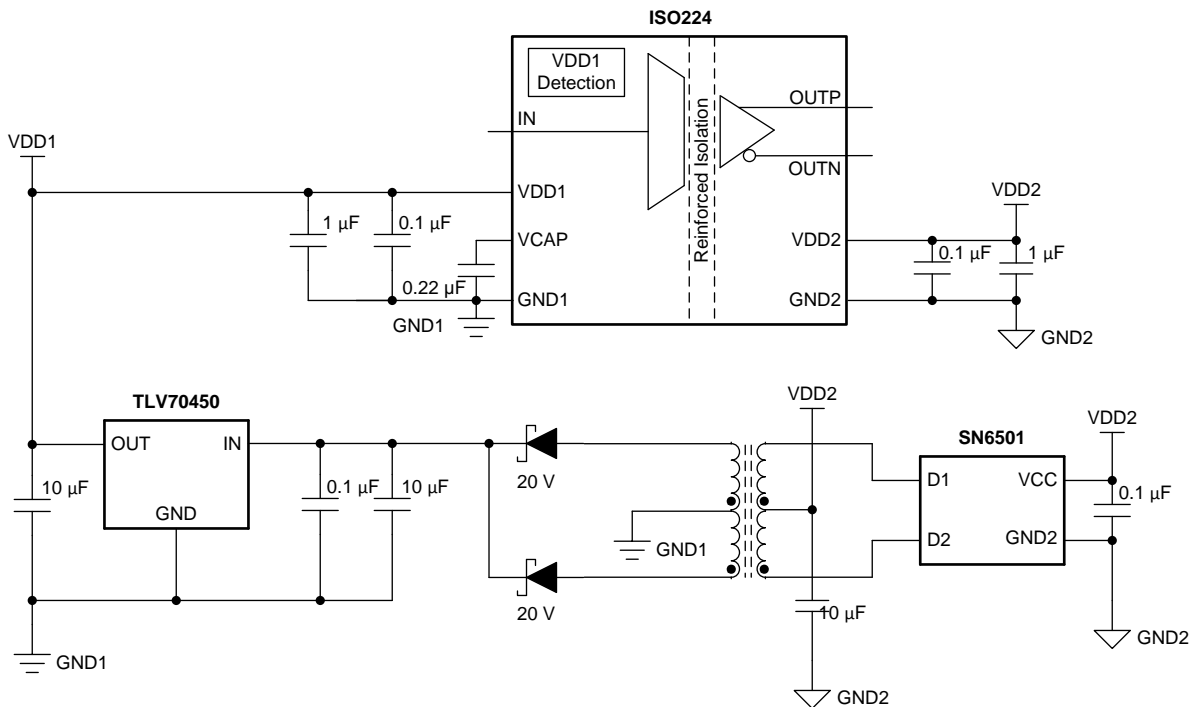 ISO224
VDD1
Detection
OUTP
IN
VDD1
Reinforced Isolation
OUTN
VDD1
VDD2
1 µF
0.1 µF
VCAP
VDD2
0.1 µF
1 µF
0.22 µF
GND1
GND2
GND1
GND2
TLV70450
VDD2
VDD2
SN6501
OUT
IN
20 V
D1
VCC
10 µF
0.1 µF
10 µF
0.1 µF
GND
GND1
D2
GND2
20 V
10 µF
GND1
GND2
GND2